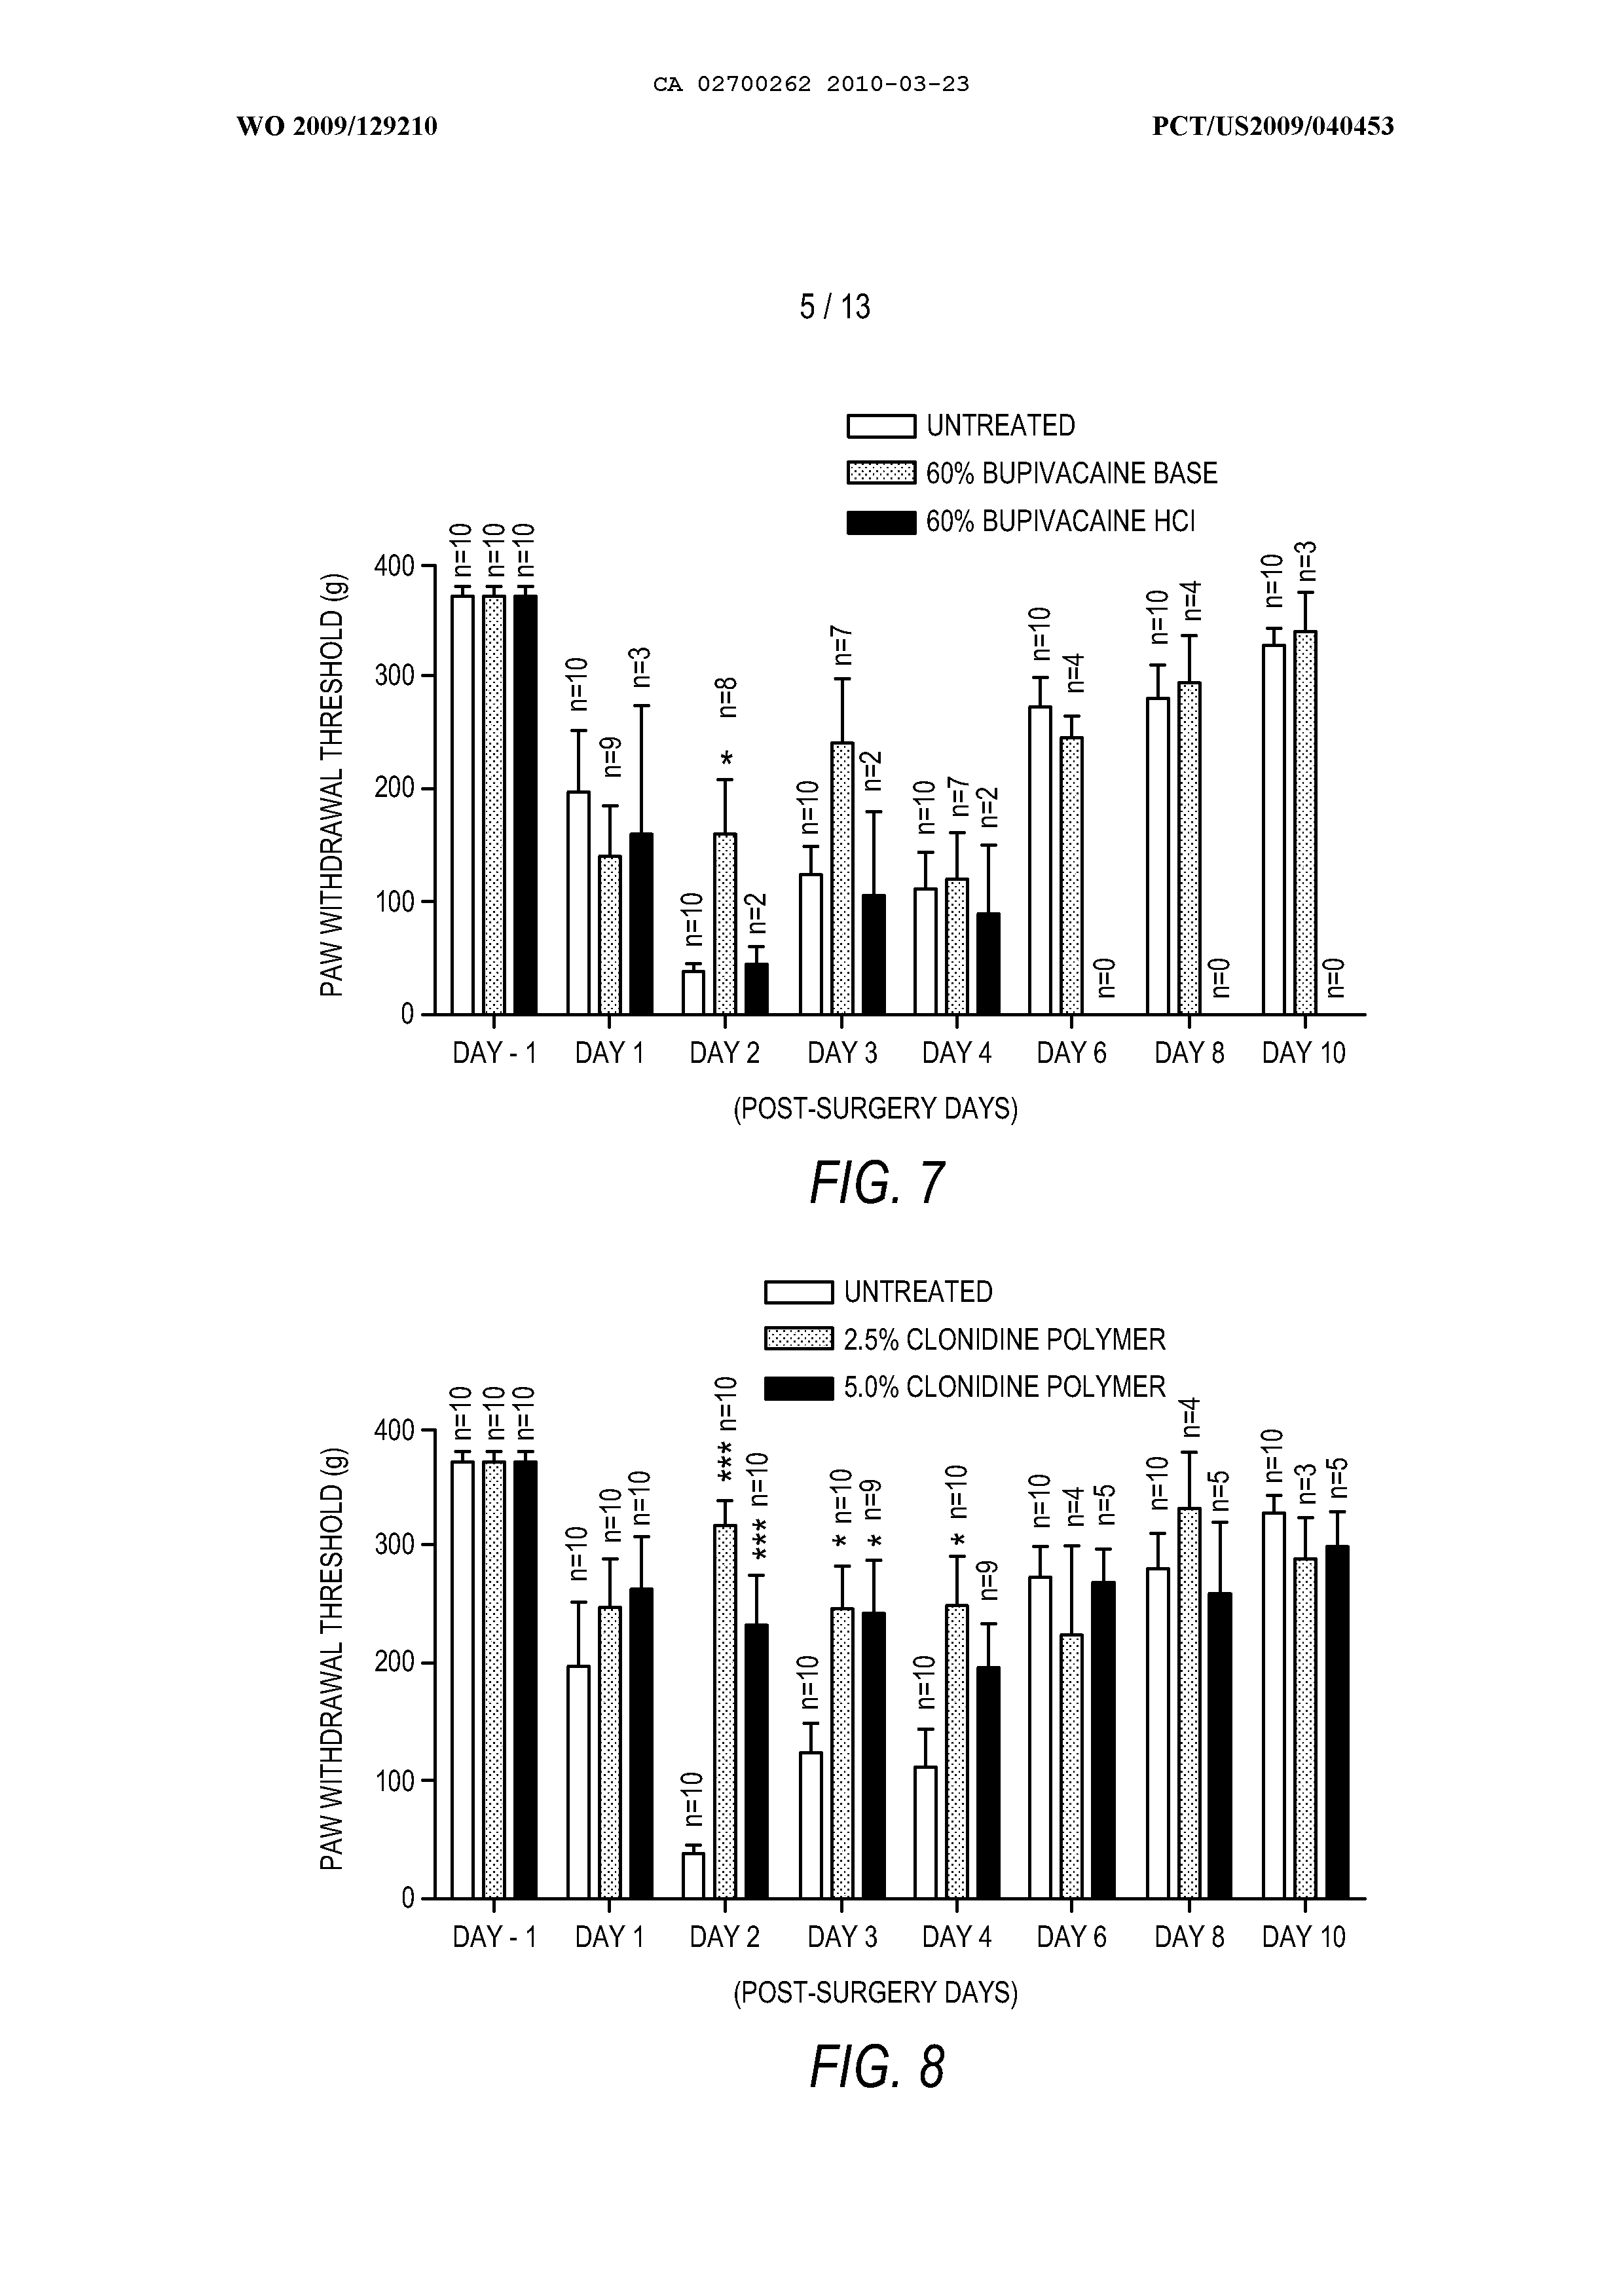 CA 02700262 2010-03-23
WO 2009/129210
PCT/US2009/040453
5 / 13
UNTREATED
60% BUPIVACAINE BASE
60% BUPIVACAINE HCl
PAW WITHDRAWAL THRESHOLD (g)
400
300
200
100
0
n=10
n=10
n=10
n=10
n=9
n=3
n=10
* n=8
n=2
n=10
n=7
n=2
n=10
n=7
n=2
n=10
n=4
n=0
n=10
n=4
n=0
n=10
n=3
n=0
DAY - 1
DAY 1
DAY 2
DAY 3
DAY 4
DAY 6
DAY 8
DAY 10
(POST-SURGERY DAYS)
FIG. 7
UNTREATED
2.5% CLONIDINE POLYMER
5.0% CLONIDINE POLYMER
PAW WITHDRAWAL THRESHOLD (g)
400
300
200
100
0
n=10
n=10
n=10
n=10
n=10
n=10
n=10
*** n=10
*** n=10
n=10
* n=10
* n=9
n=10
* n=10
n=9
n=10
n=4
n=5
n=10
n=4
n=5
n=10
n=3
n=5
DAY - 1
DAY 1
DAY 2
DAY 3
DAY 4
DAY 6
DAY 8
DAY 10
(POST-SURGERY DAYS)
FIG. 8